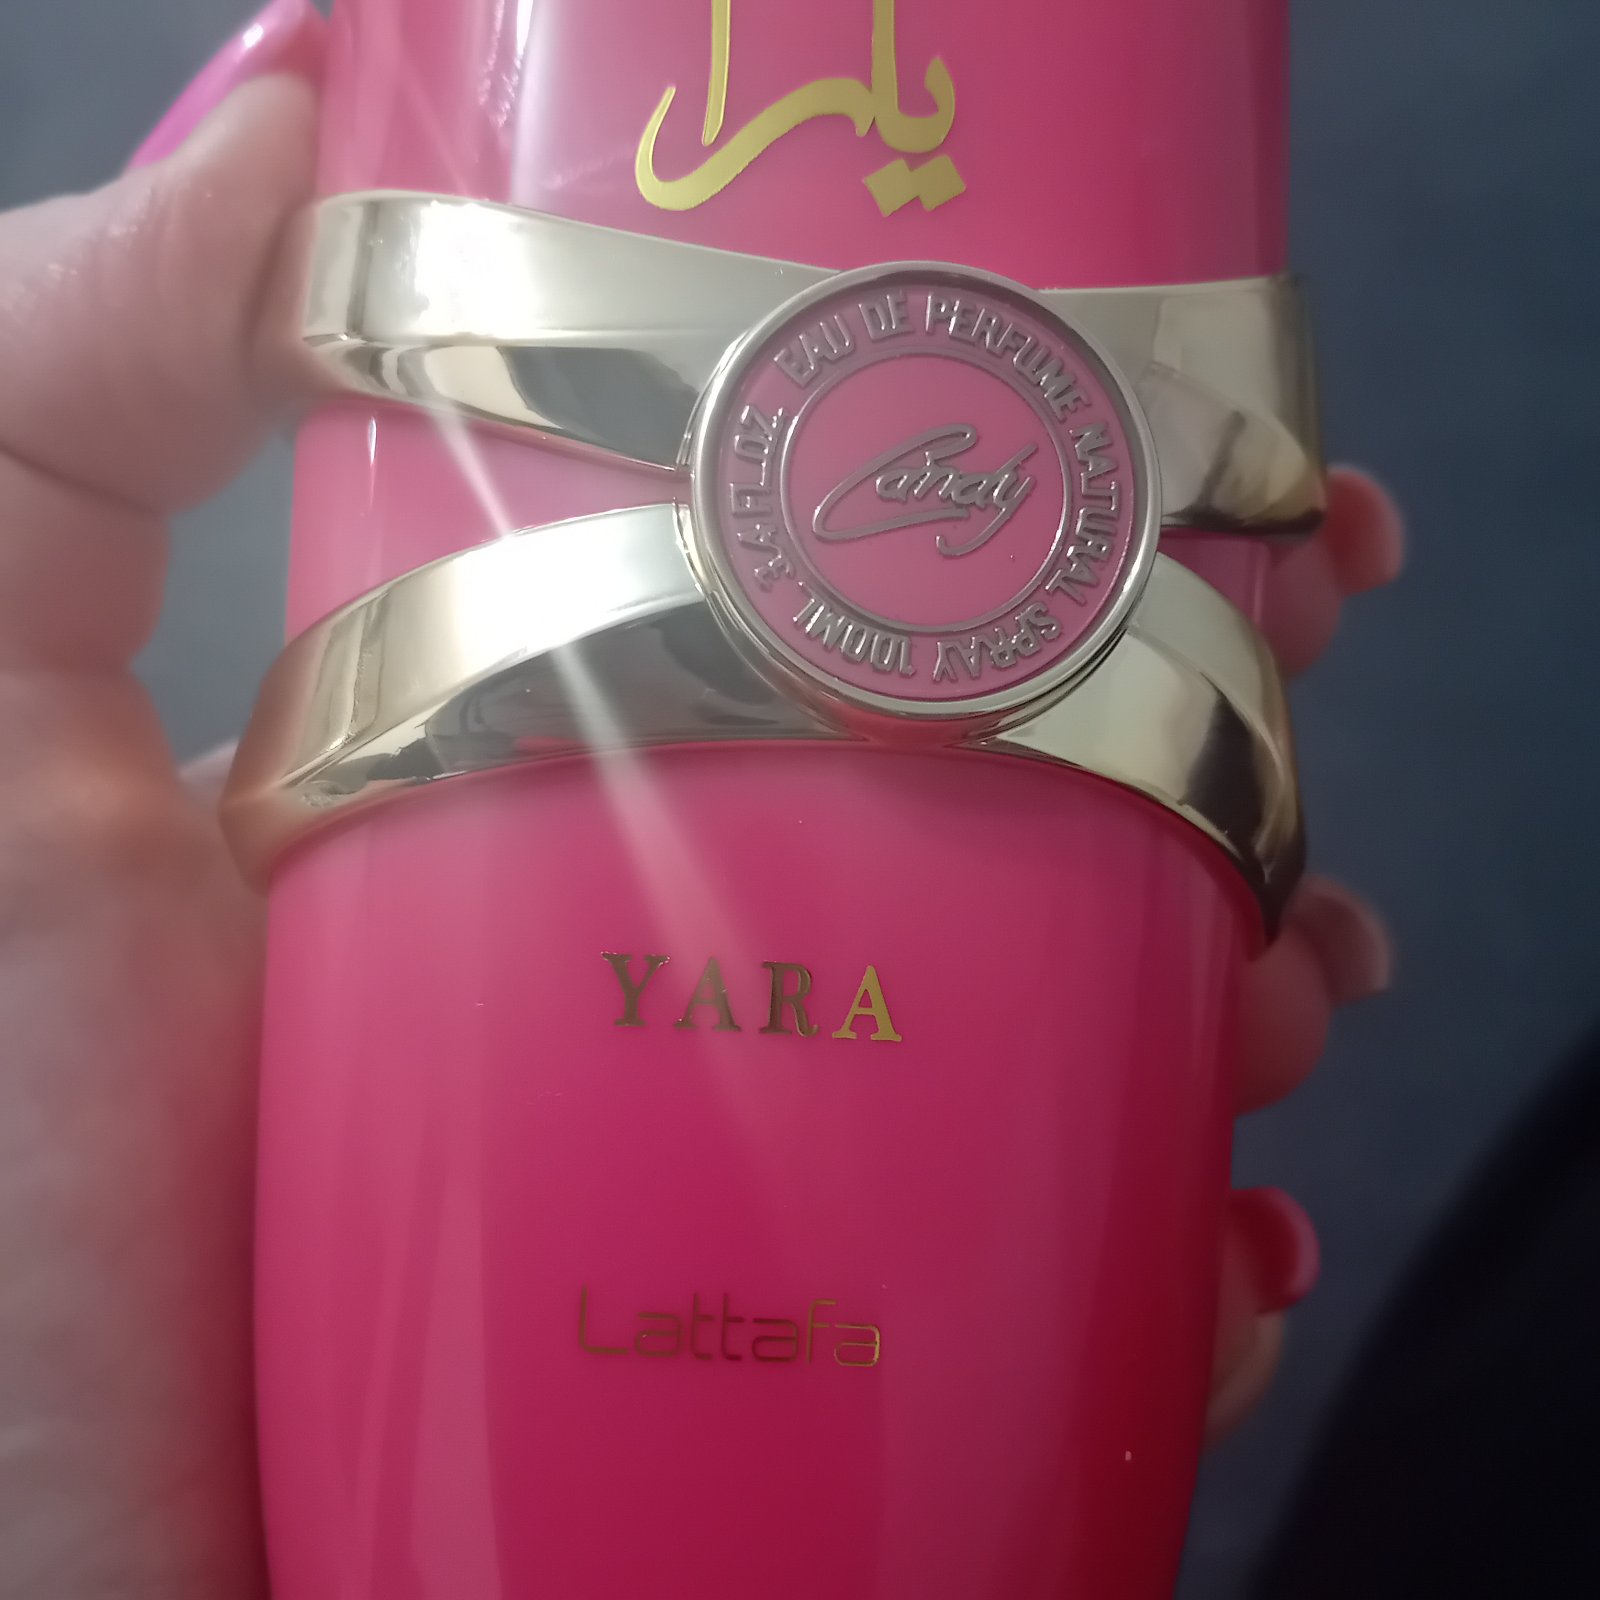 يارا
EAU DE PERFUME NATURAL SPRAY 100ML 3.4FL.OZ.
Candy
YARA
Lattafa